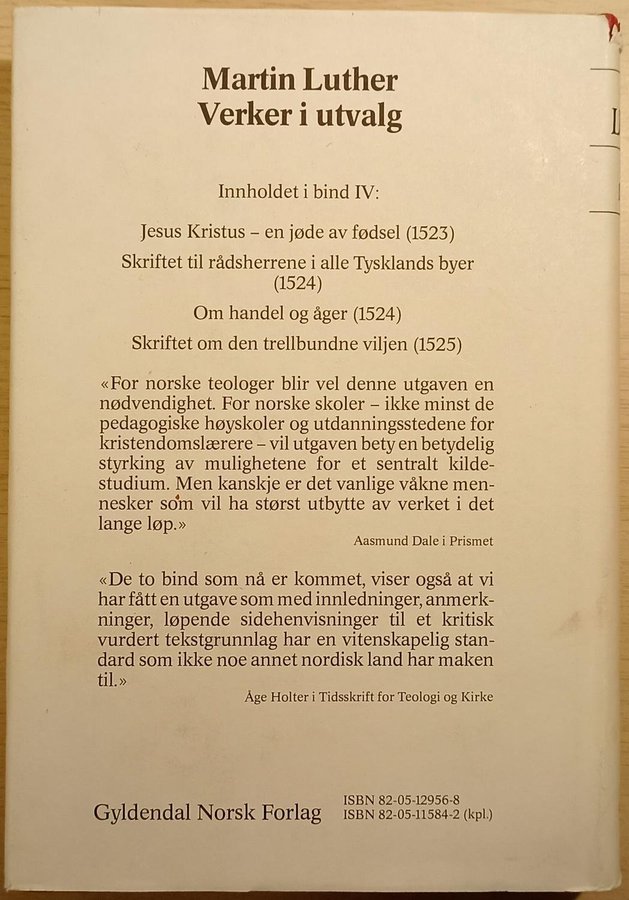 Martin Luther
Verker i utvalg
Innholdet i bind IV:
Jesus Kristus – en jøde av fødsel (1523)
Skriftet til rådsherrene i alle Tysklands byer
(1524)
Om handel og åger (1524)
Skriftet om den trellbundne viljen (1525)
«For norske teologer blir vel denne utgaven en
nødvendighet. For norske skoler – ikke minst de
pedagogiske høyskoler og utdanningsstedene for
kristendomslærere – vil utgaven bety en betydelig
styrking av mulighetene for et sentralt kilde-
studium. Men kanskje er det vanlige våkne men-
nesker som vil ha størst utbytte av verket i det
lange løp.»
Aasmund Dale i Prismet
«De to bind som nå er kommet, viser også at vi
har fått en utgave som med innledninger, anmerk-
ninger, løpende sidehenvisninger til et kritisk
vurdert tekstgrunnlag har en vitenskapelig stan-
dard som ikke noe annet nordisk land har maken
til.»
Åge Holter i Tidsskrift for Teologi og Kirke
Gyldendal Norsk Forlag
ISBN 82-05-12956-8
ISBN 82-05-11584-2 (kpl.)